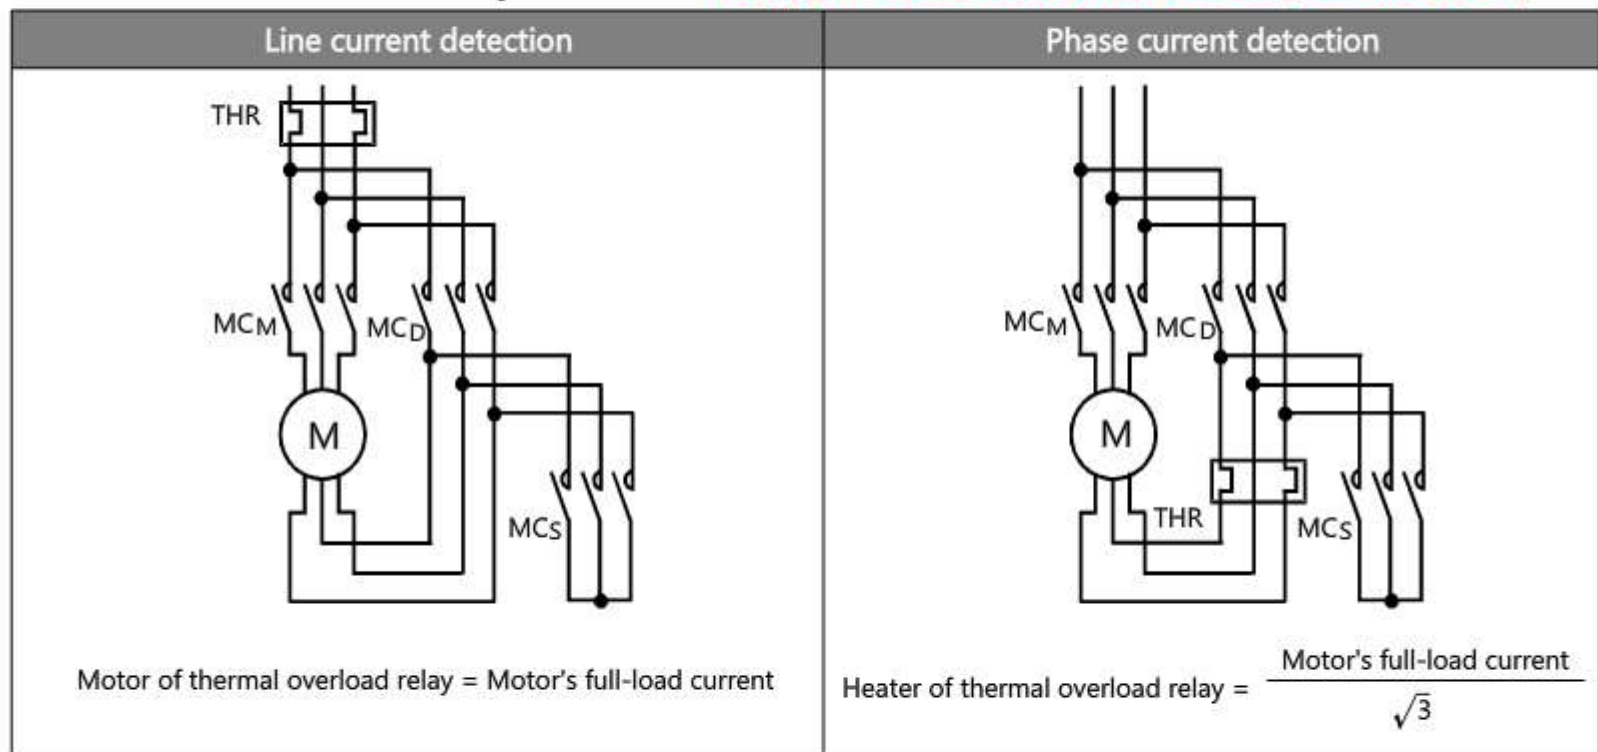 Line current detection
Phase current detection
THR
MCM
MCD
M
MCS
Motor of thermal overload relay = Motor's full-load current
MCM
MCD
M
THR
MCS
Heater of thermal overload relay = Motor's full-load current / √3